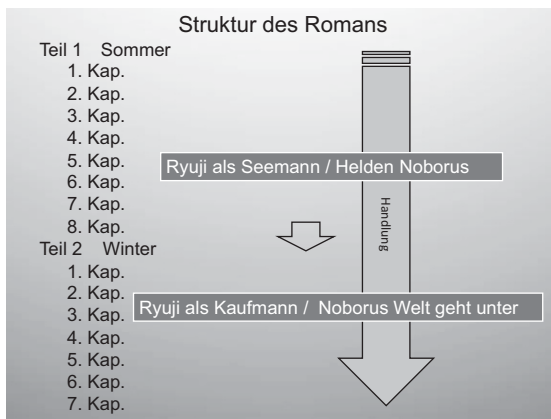 Struktur des Romans
Teil 1 Sommer
1. Kap.
2. Kap.
3. Kap.
4. Kap.
5. Kap.
Ryuji als Seemann / Helden Noborus
6. Kap.
7. Kap.
8. Kap.
Handlung
Teil 2 Winter
1. Kap.
2. Kap.
Ryuji als Kaufmann / Noborus Welt geht unter
3. Kap.
4. Kap.
5. Kap.
6. Kap.
7. Kap.